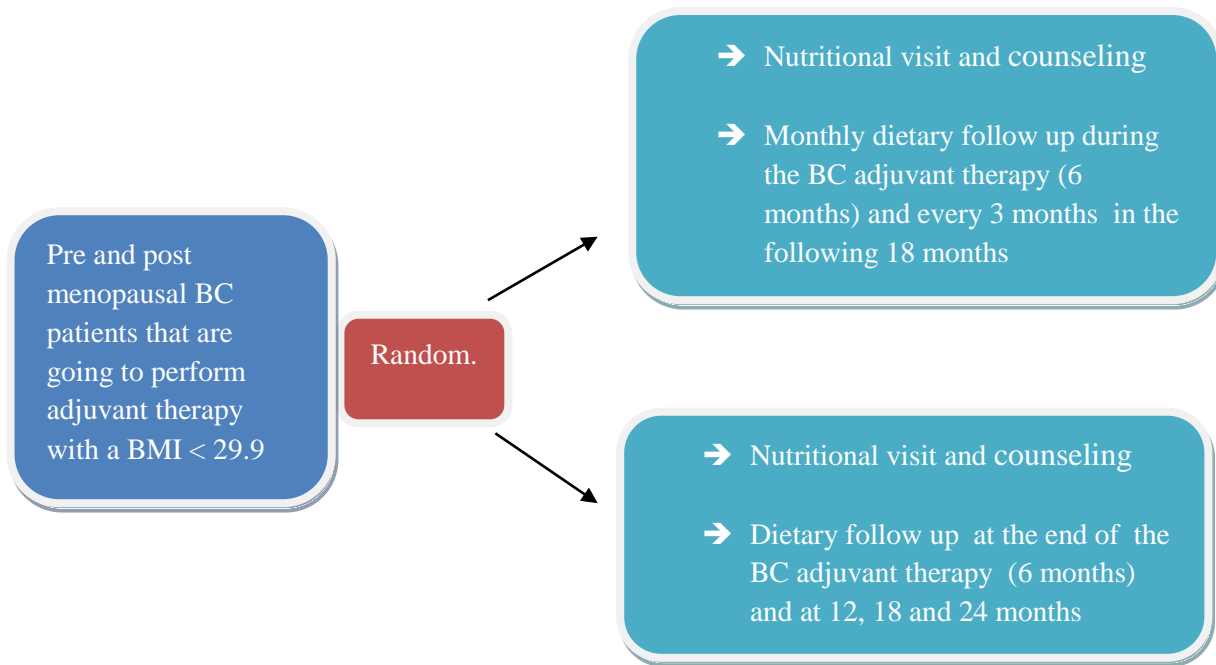 Pre and post
menopausal BC
patients that are
going to perform
adjuvant therapy
with a BMI < 29.9
Random.
➔ Nutritional visit and counseling
➔ Monthly dietary follow up during
the BC adjuvant therapy (6
months) and every 3 months in the
following 18 months
➔ Nutritional visit and counseling
➔ Dietary follow up at the end of the
BC adjuvant therapy (6 months)
and at 12, 18 and 24 months